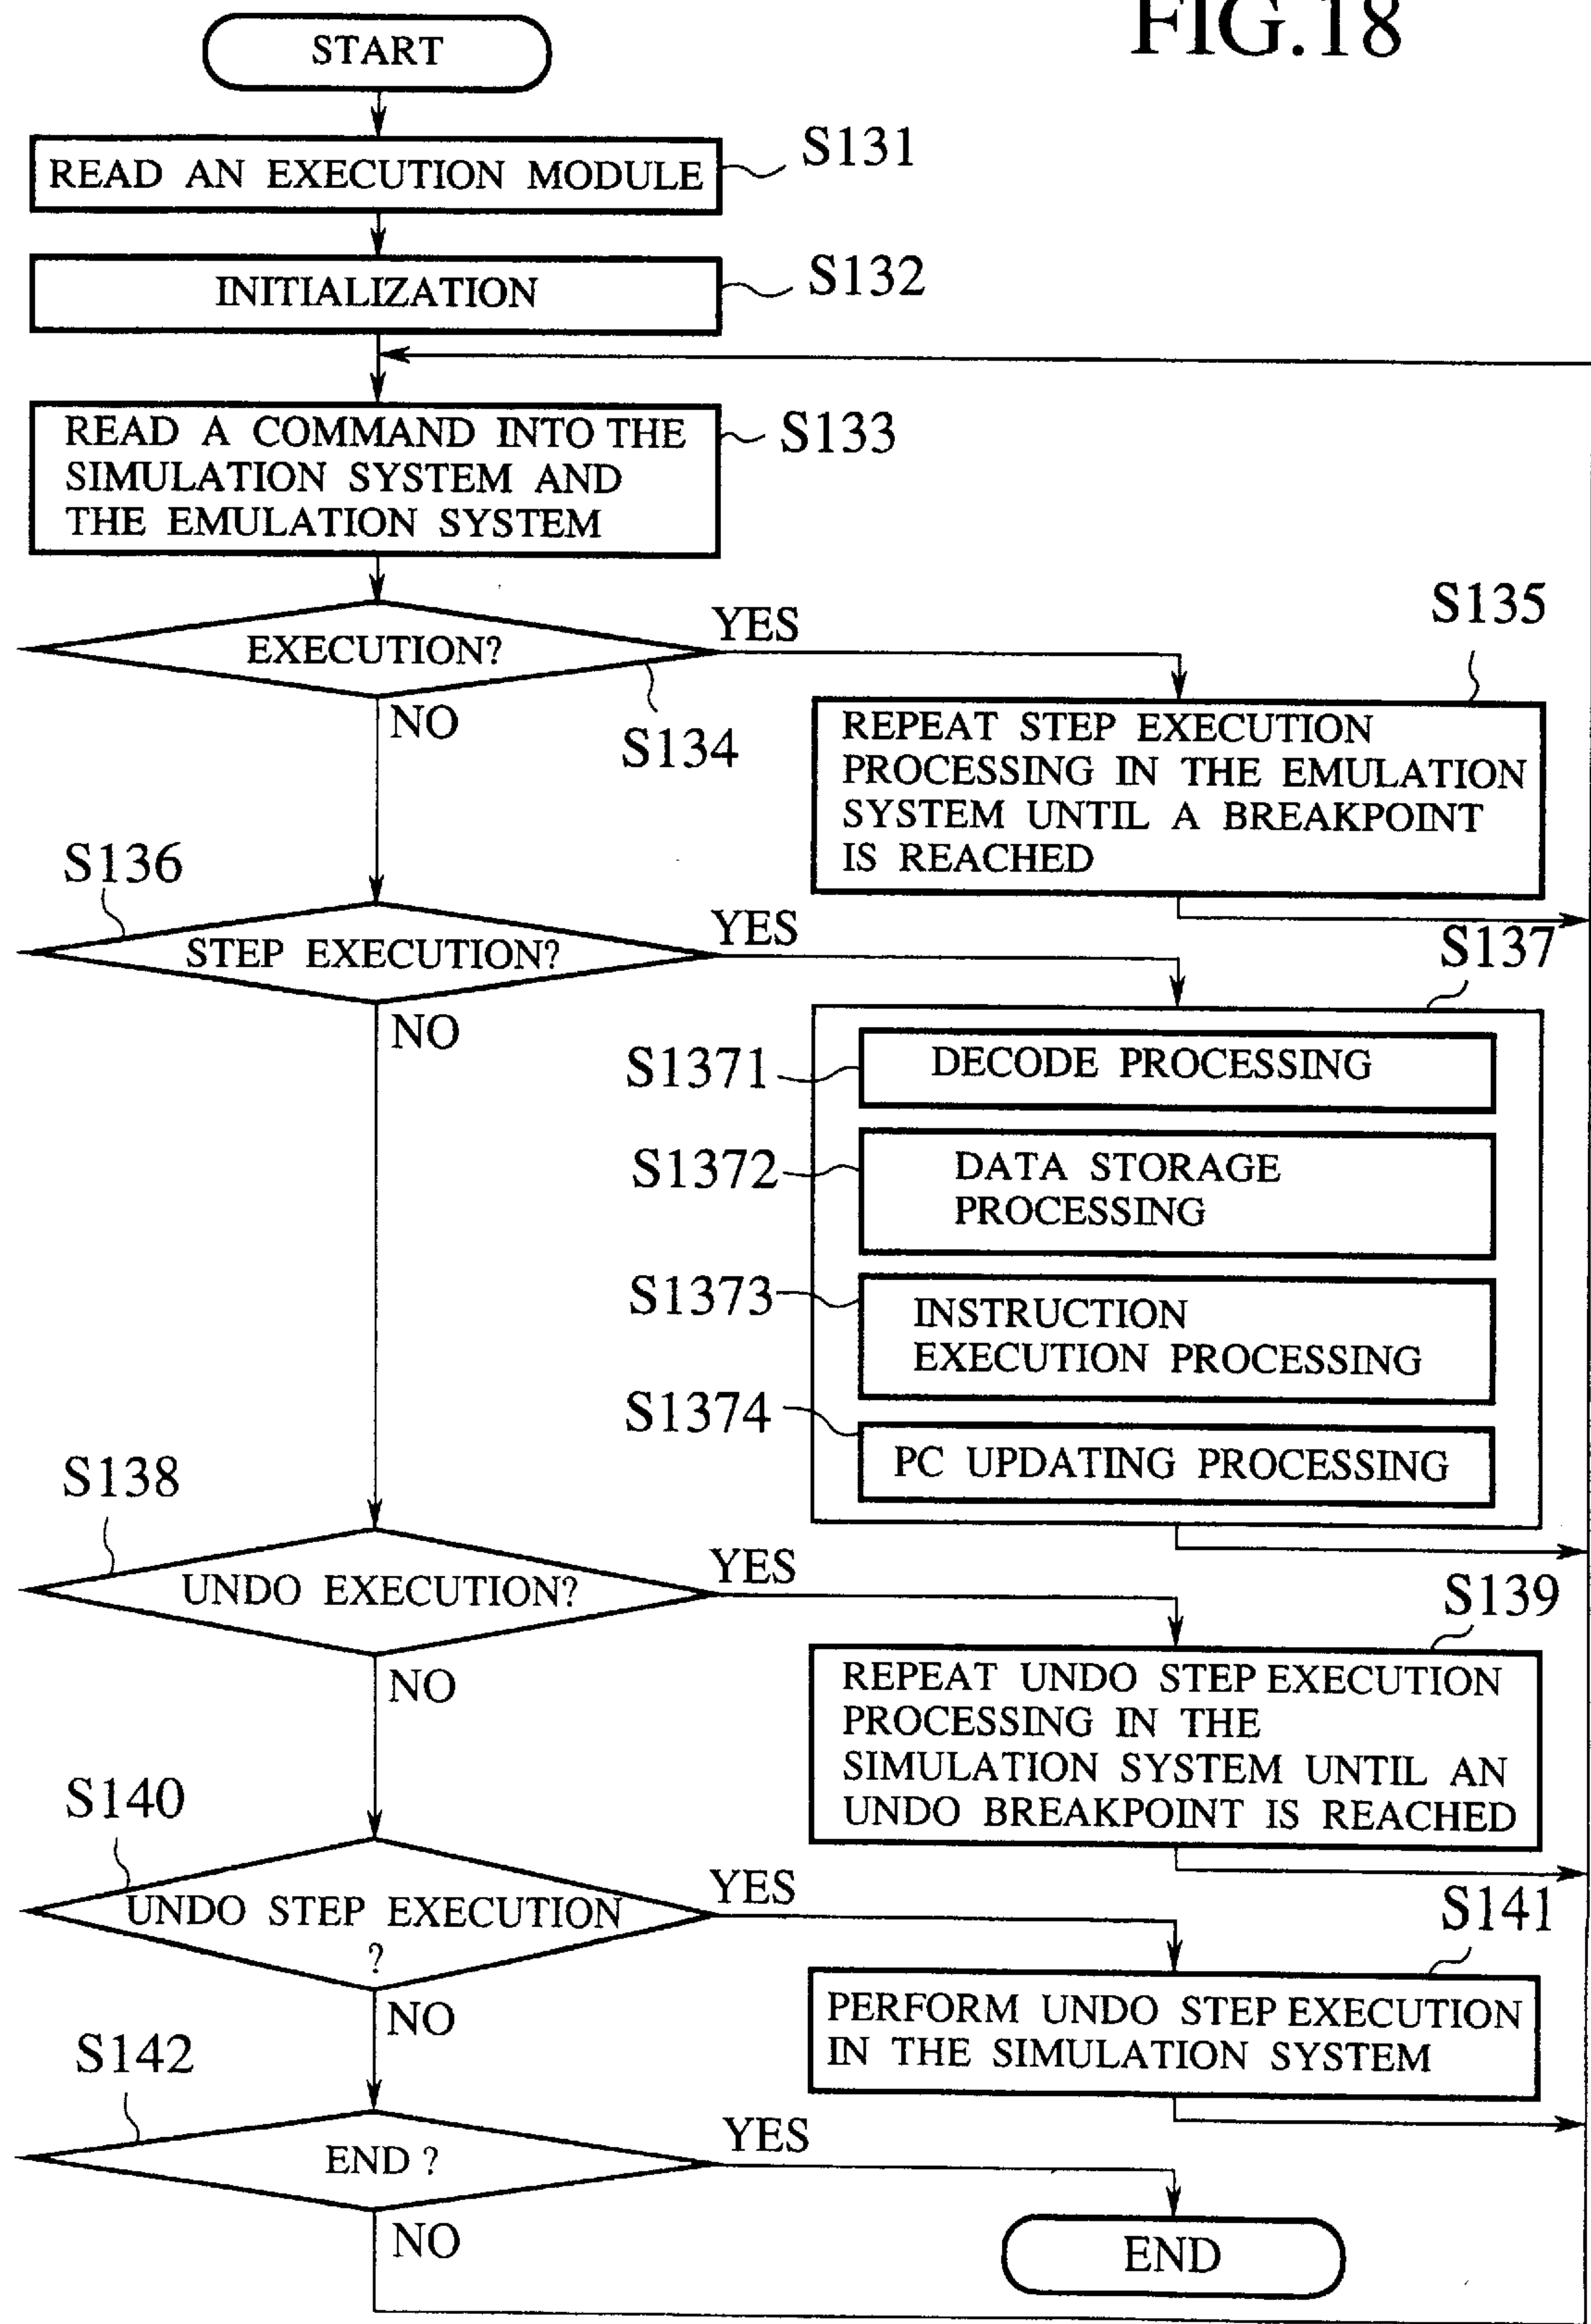 FIG.18
START
READ AN EXECUTION MODULE
S131
INITIALIZATION
S132
READ A COMMAND INTO THE
SIMULATION SYSTEM AND
THE EMULATION SYSTEM
S133
EXECUTION?
YES
NO
S134
S135
REPEAT STEP EXECUTION
PROCESSING IN THE EMULATION
SYSTEM UNTIL A BREAKPOINT
IS REACHED
S136
STEP EXECUTION?
YES
NO
S137
S1371
DECODE PROCESSING
S1372
DATA STORAGE
PROCESSING
S1373
INSTRUCTION
EXECUTION PROCESSING
S1374
PC UPDATING PROCESSING
S138
UNDO EXECUTION?
YES
NO
S139
REPEAT UNDO STEP EXECUTION
PROCESSING IN THE
SIMULATION SYSTEM UNTIL AN
UNDO BREAKPOINT IS REACHED
S140
UNDO STEP EXECUTION
?
YES
NO
S141
PERFORM UNDO STEP EXECUTION
IN THE SIMULATION SYSTEM
S142
END ?
YES
NO
END